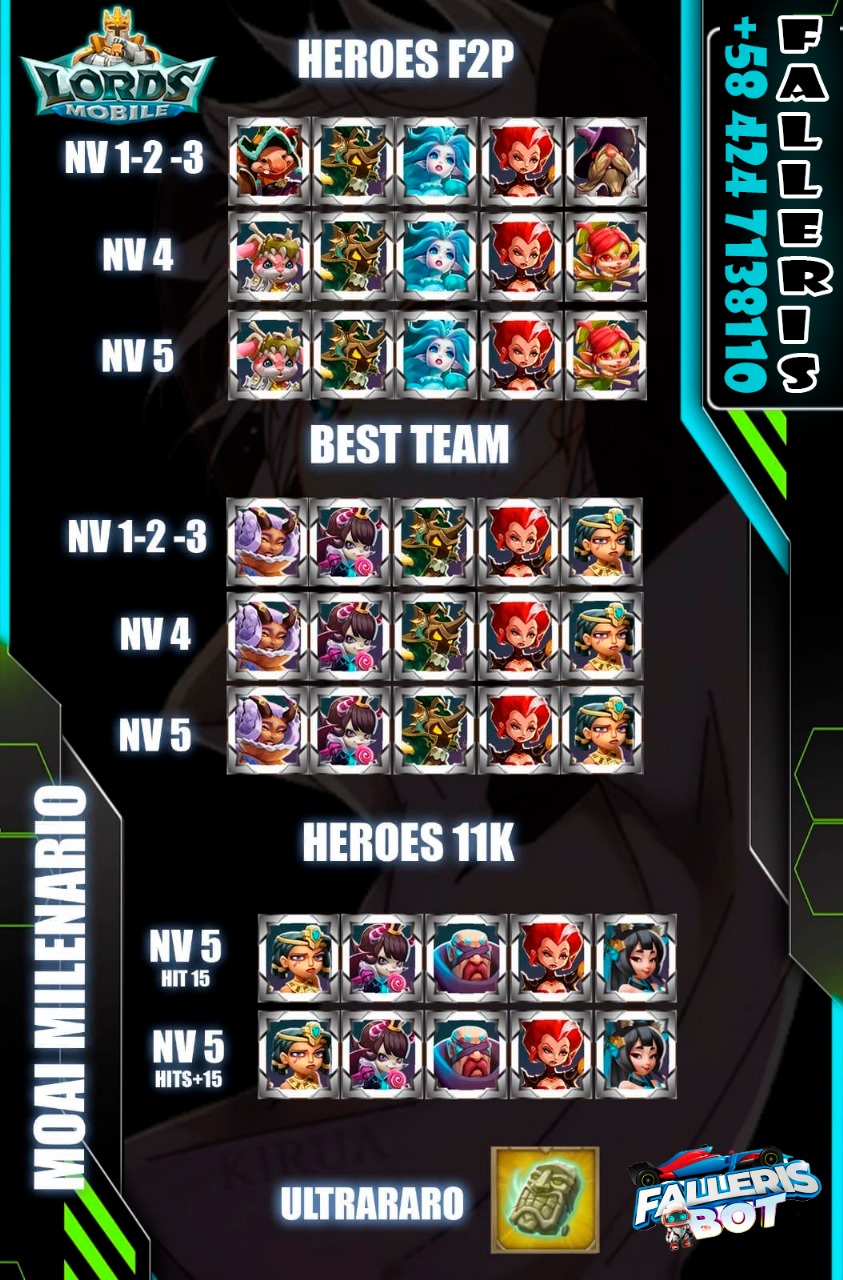 LORDS
MOBILE
HEROES F2P
NV 1-2 -3
NV 4
NV 5
BEST TEAM
NV 1-2 -3
NV 4
NV 5
HEROES 11K
NV 5
HIT 15
NV 5
HITS+15
ULTRARARO
MOAI MILENARIO
FALLERIS
+58 424 7138110
KIRUA
FALLERIS
BOT